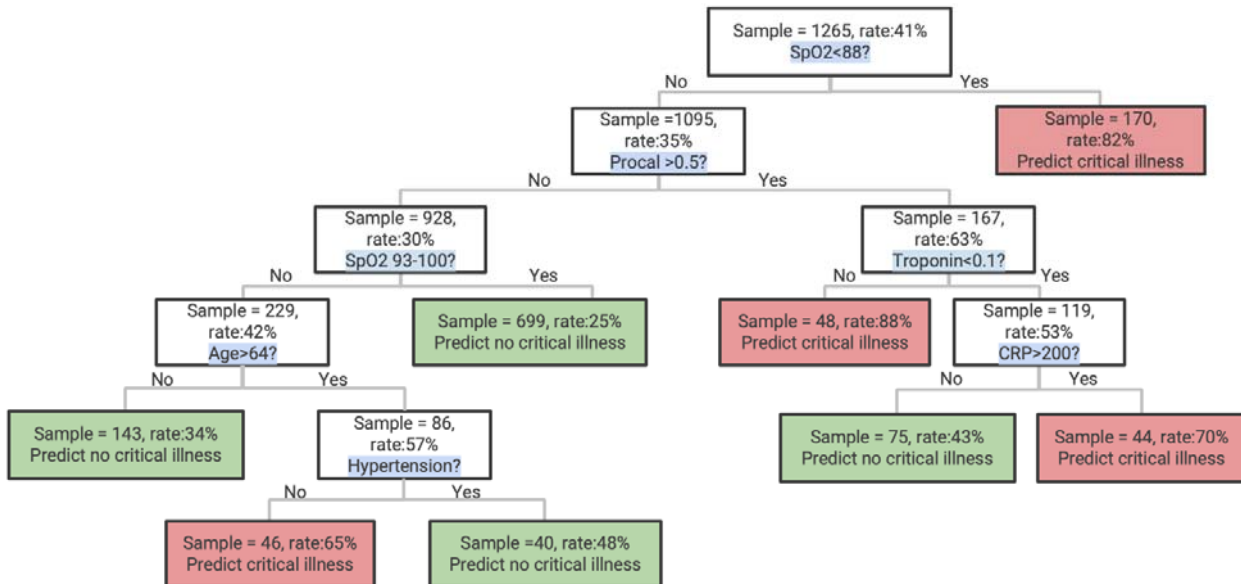 Sample = 1265, rate:41%
SpO2<88?
No
Yes
Sample =1095,
rate:35%
Procal >0.5?
Sample = 170,
rate:82%
Predict critical illness
No
Yes
Sample = 928,
rate:30%
SpO2 93-100?
Sample = 167,
rate:63%
Troponin<0.1?
No
Yes
No
Yes
Sample = 229,
rate:42%
Age>64?
Sample = 699, rate:25%
Predict no critical illness
Sample = 48, rate:88%
Predict critical illness
Sample = 119,
rate:53%
CRP>200?
No
Yes
No
Yes
Sample = 143, rate:34%
Predict no critical illness
Sample = 86,
rate:57%
Hypertension?
Sample = 75, rate:43%
Predict no critical illness
Sample = 44, rate:70%
Predict critical illness
No
Yes
Sample = 46, rate:65%
Predict critical illness
Sample =40, rate:48%
Predict no critical illness